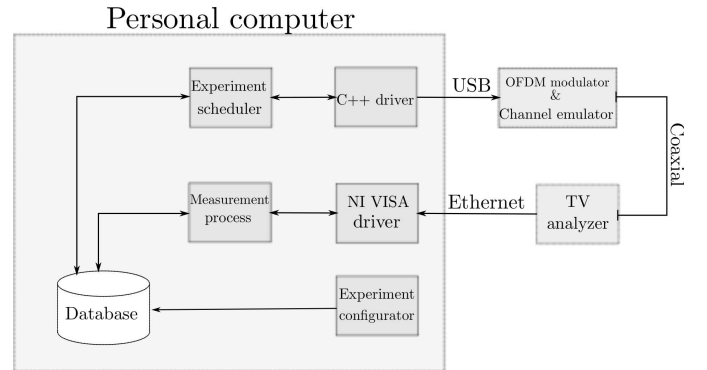 Personal computer
Experiment
scheduler
C++ driver
USB
OFDM modulator
&
Channel emulator
Coaxial
Measurement
process
NI VISA
driver
Ethernet
TV
analyzer
Database
Experiment
configurator